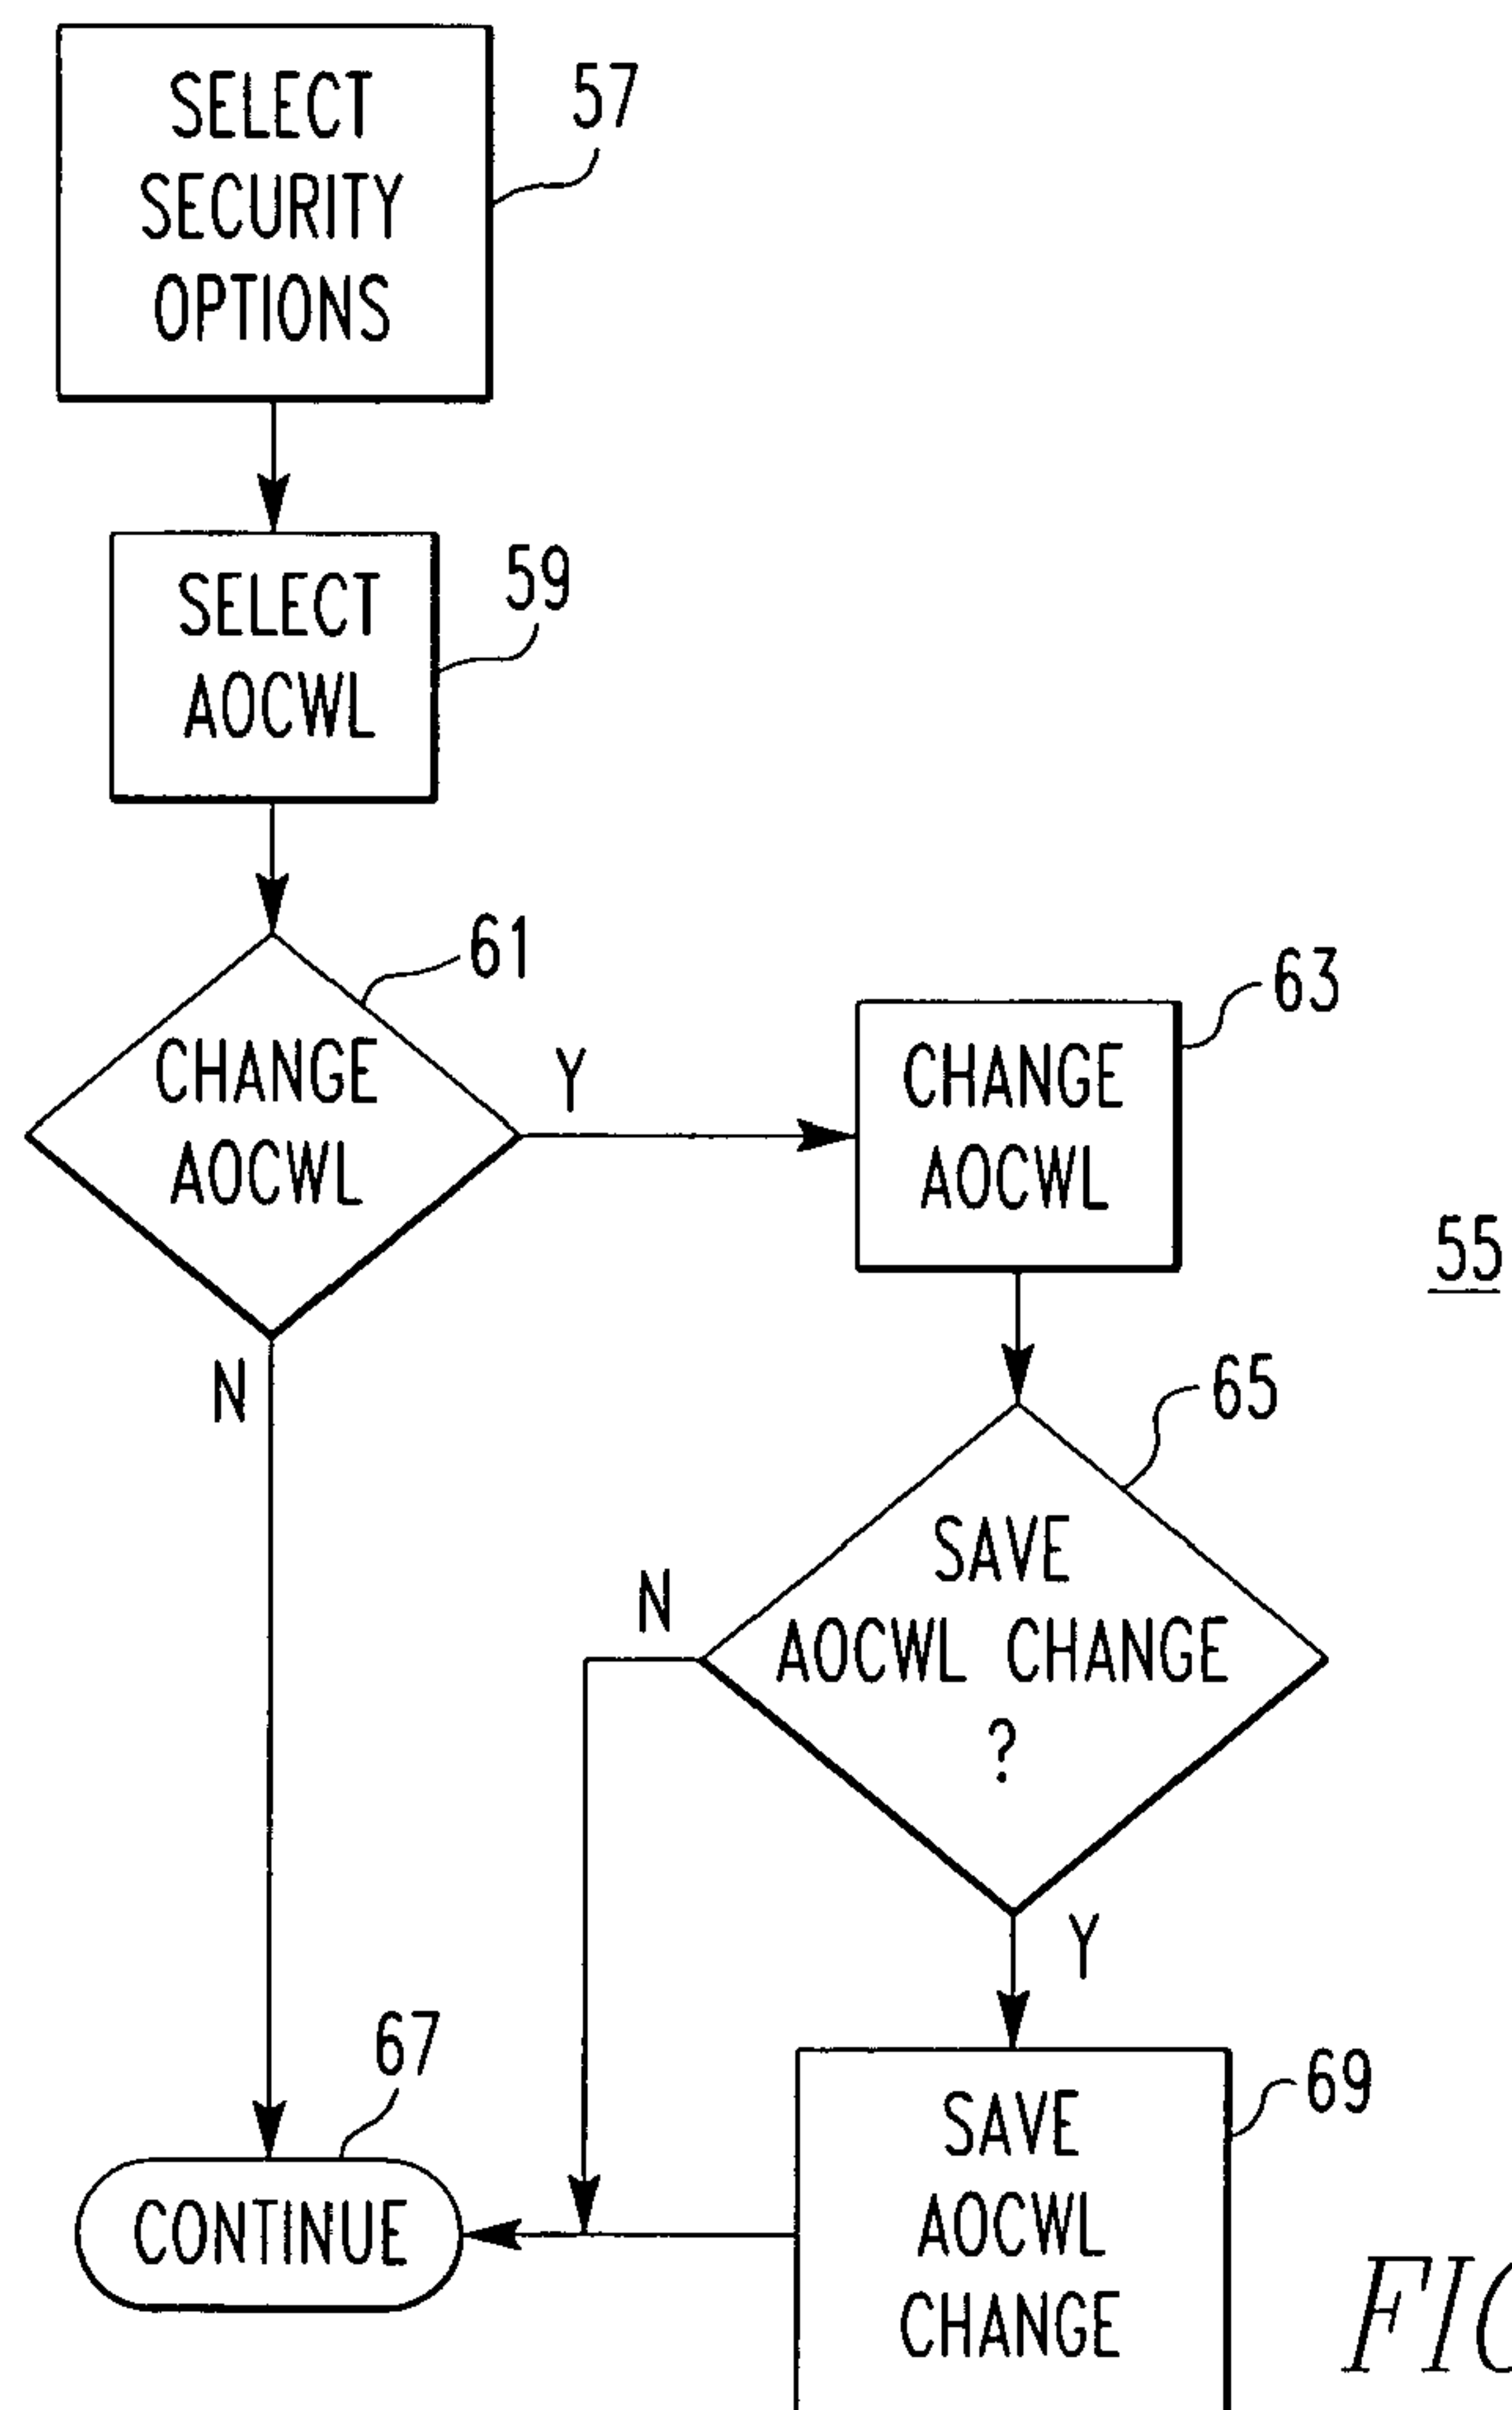 SELECT
SECURITY
OPTIONS
57
SELECT
AOCWL
59
CHANGE
AOCWL
61
Y
N
CHANGE
AOCWL
63
55
SAVE
AOCWL CHANGE
?
65
N
Y
CONTINUE
67
SAVE
AOCWL
CHANGE
69